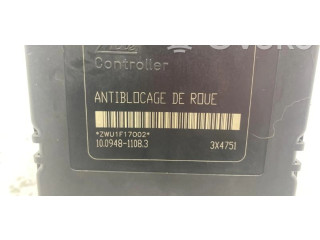 Controller
ANTIBLOCAGE DE ROUE
*ZWU1F17002*
10.0948-1108.3 3X4751